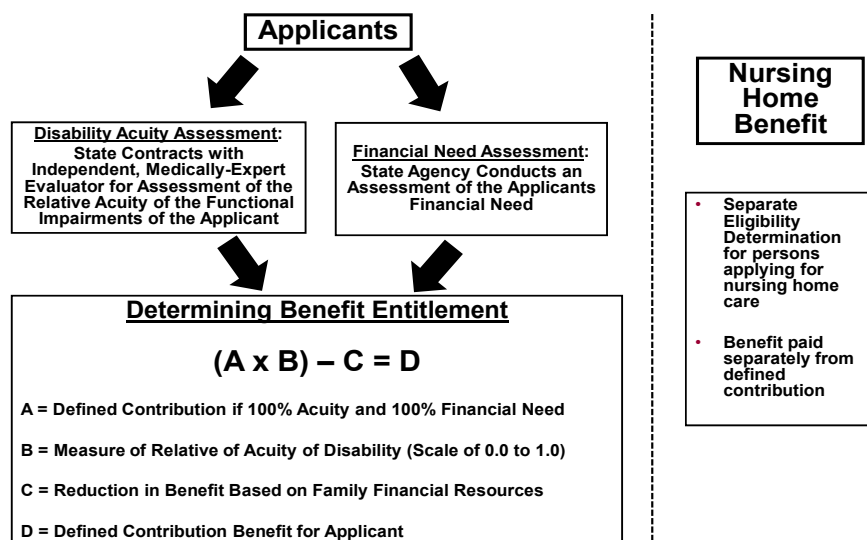 Applicants
Disability Acuity Assessment:
State Contracts with
Independent, Medically-Expert
Evaluator for Assessment of the
Relative Acuity of the Functional
Impairments of the Applicant
Financial Need Assessment:
State Agency Conducts an
Assessment of the Applicants
Financial Need
Determining Benefit Entitlement
(A x B) – C = D
A = Defined Contribution if 100% Acuity and 100% Financial Need
B = Measure of Relative of Acuity of Disability (Scale of 0.0 to 1.0)
C = Reduction in Benefit Based on Family Financial Resources
D = Defined Contribution Benefit for Applicant
Nursing
Home
Benefit
• Separate
Eligibility
Determination
for persons
applying for
nursing home
care
• Benefit paid
separately from
defined
contribution